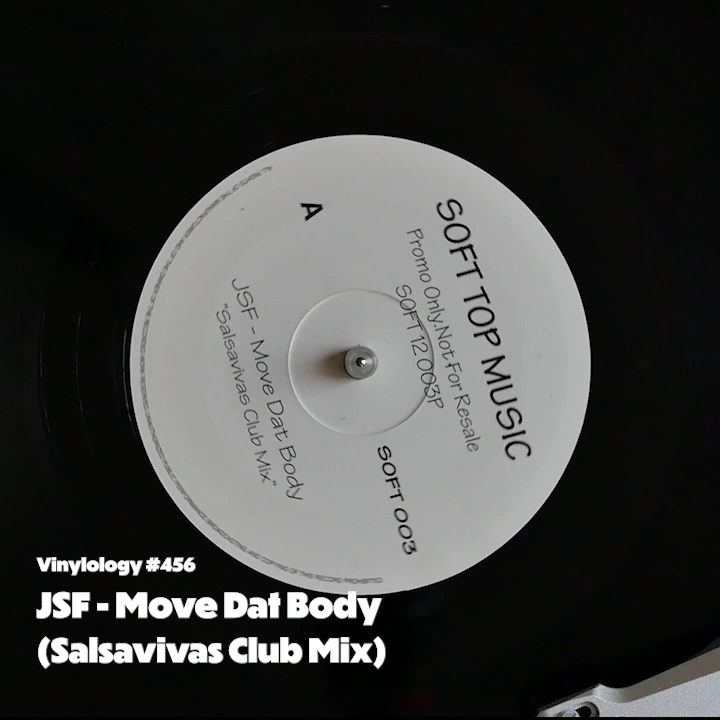 SOFT TOP MUSIC
Promo Only.Not For Resale
SOFT 12 003P
A
SOFT 003
JSF - Move Dat Body
"Salsavivas Club Mix"
Vinylology #456
JSF - Move Dat Body
(Salsavivas Club Mix)